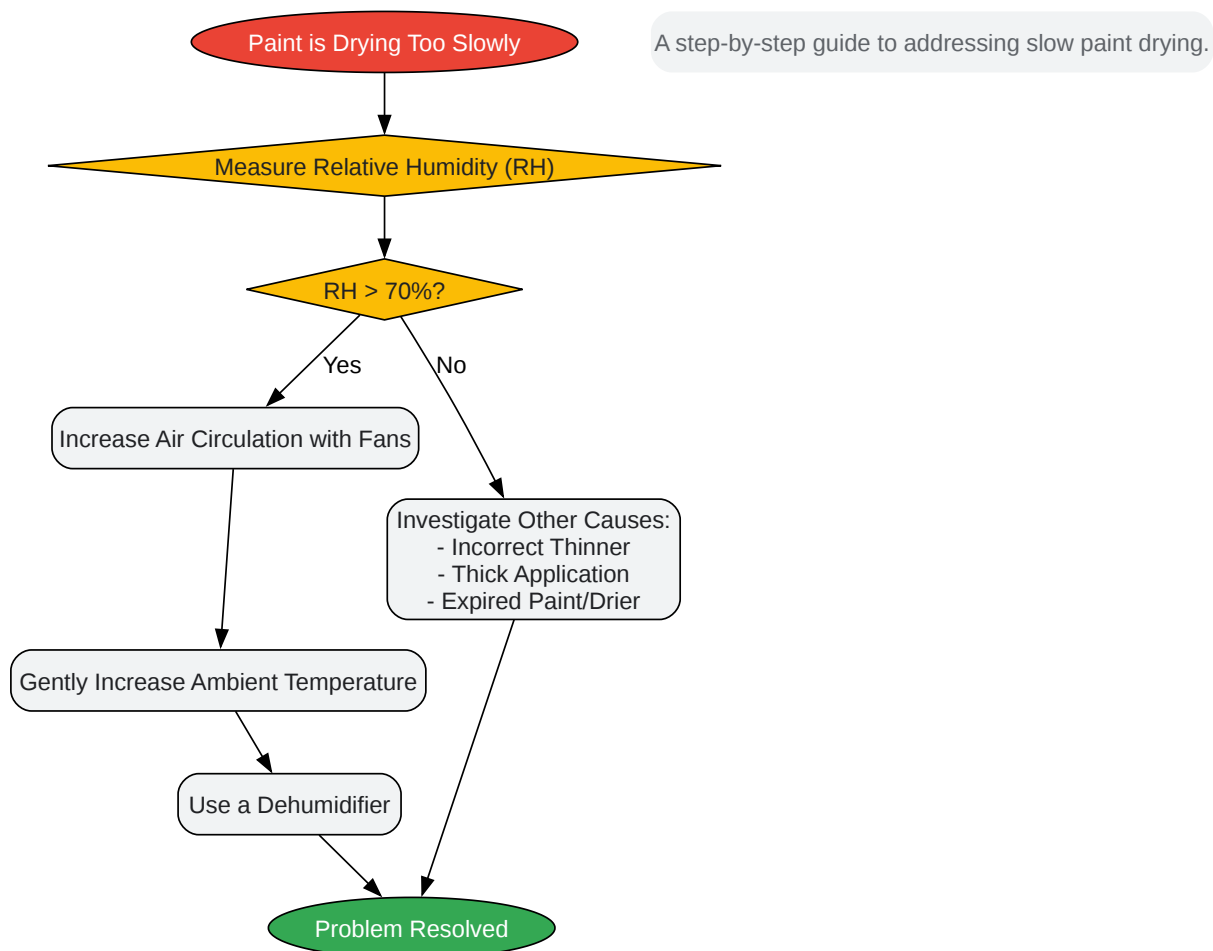 Paint is Drying Too Slowly
A step-by-step guide to addressing slow paint drying.
Measure Relative Humidity (RH)
RH > 70%?
Yes
No
Increase Air Circulation with Fans
Investigate Other Causes:
- Incorrect Thinner
- Thick Application
- Expired Paint/Drier
Gently Increase Ambient Temperature
Use a Dehumidifier
Problem Resolved